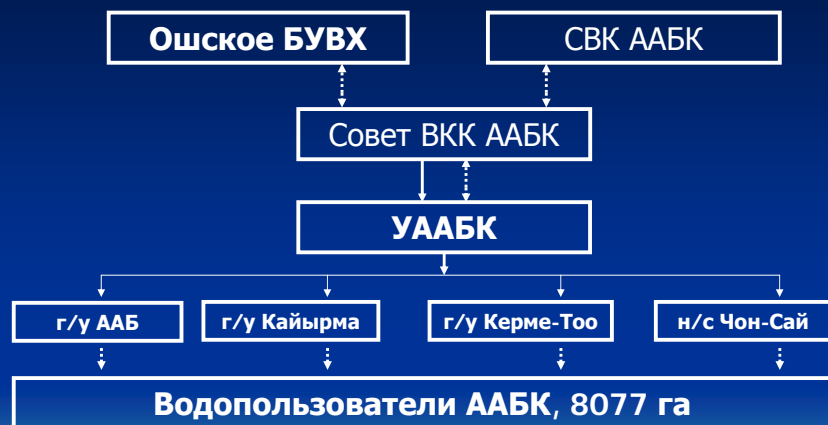 Ошское БУВХ
СВК ААБК
Совет ВКК ААБК
УААБК
г/у ААБ
г/у Кайырма
г/у Керме-Тоо
н/с Чон-Сай
Водопользователи ААБК, 8077 га